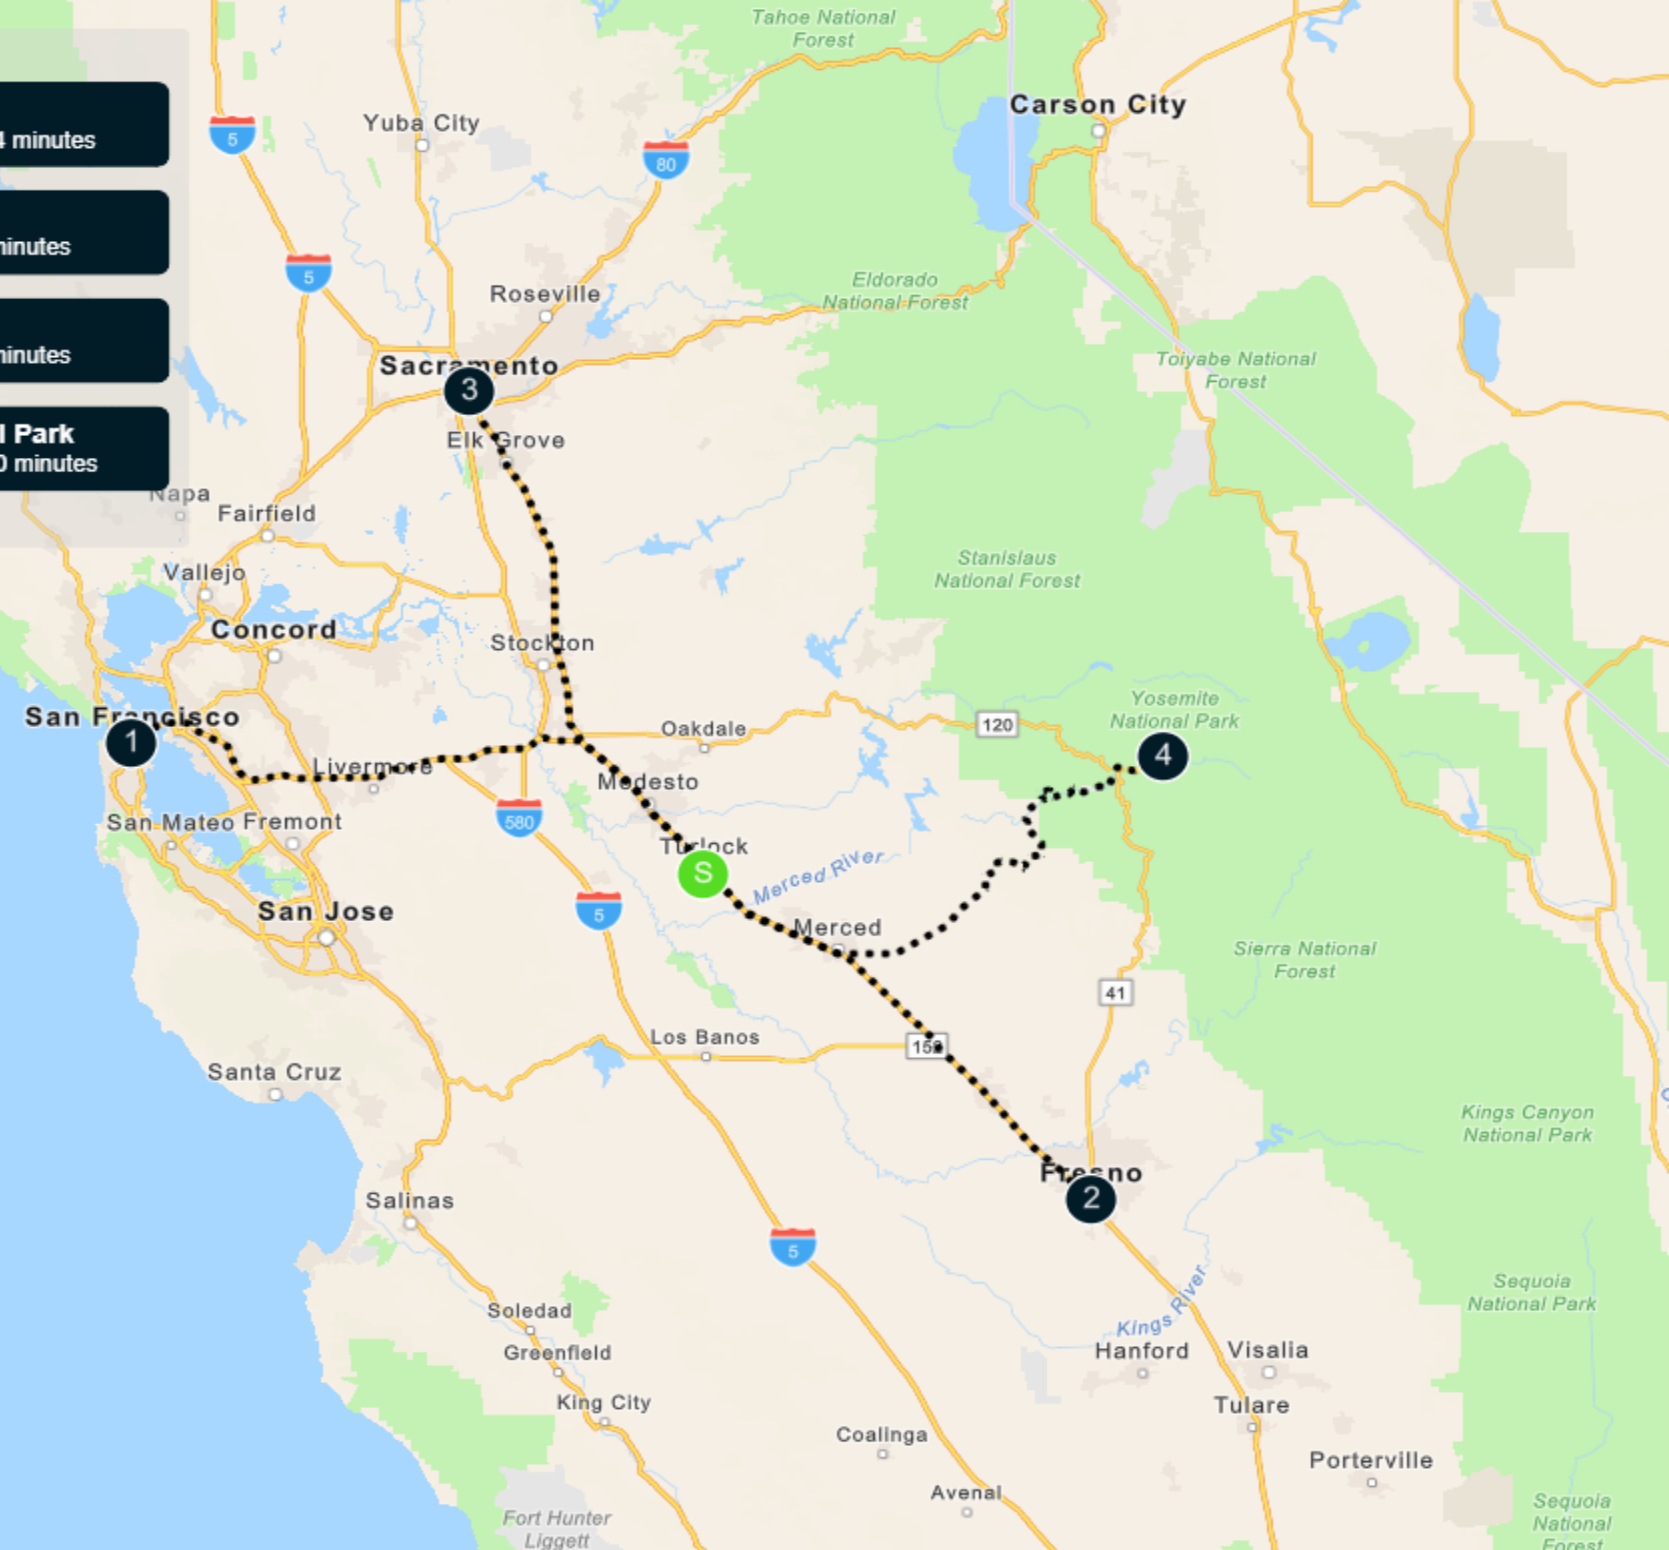 4 minutes
minutes
minutes
l Park
0 minutes
Tahoe National
Forest
Carson City
Yuba City
5
80
5
Roseville
Eldorado
National Forest
Sacramento
3
Toiyabe National
Forest
Elk Grove
Napa
Fairfield
Vallejo
Stanislaus
National Forest
Concord
Stockton
San Francisco
1
Yosemite
National Park
Oakdale
120
4
Livermore
Modesto
580
San Mateo
Fremont
Turlock
S
Merced River
5
San Jose
Merced
Sierra National
Forest
41
Los Banos
152
Santa Cruz
Kings Canyon
National Park
Fresno
2
Salinas
5
Sequoia
National Park
Kings River
Soledad
Greenfield
Hanford
Visalia
King City
Tulare
Coalinga
Porterville
Avenal
Fort Hunter
Liggett
Sequoia
National
Forest